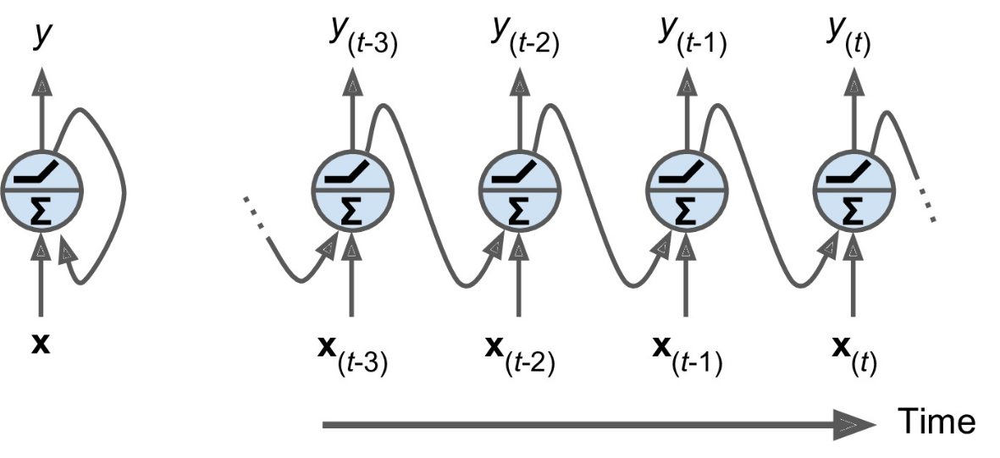 y y(t-3) y(t-2) y(t-1) y(t)
Σ Σ Σ Σ Σ
x x(t-3) x(t-2) x(t-1) x(t)
Time